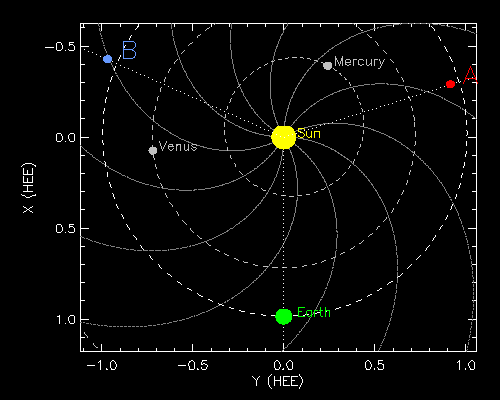 −0.5
B
A
Mercury
0.0
Sun
Venus
X (HEE)
0.5
1.0
Earth
−1.0
−0.5
0.0
0.5
1.0
Y (HEE)